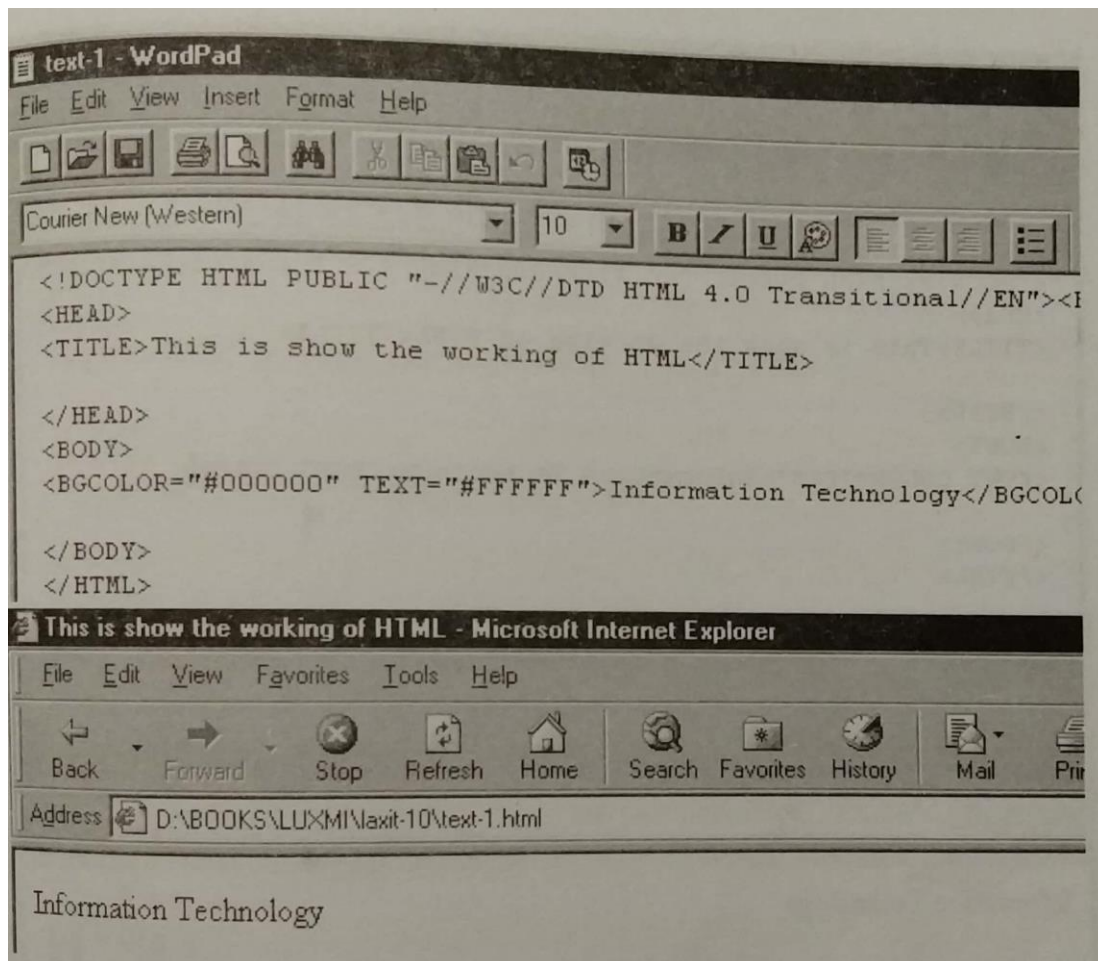 text-1 - WordPad
File Edit View Insert Format Help
Courier New (Western) 10 B I U
<!DOCTYPE HTML PUBLIC "-//W3C//DTD HTML 4.0 Transitional//EN"><
<HEAD>
<TITLE>This is show the working of HTML</TITLE>
</HEAD>
<BODY>
<BGCOLOR="#000000" TEXT="#FFFFFF">Information Technology</BGCOL
</BODY>
</HTML>
This is show the working of HTML - Microsoft Internet Explorer
File Edit View Favorites Tools Help
Back Forward Stop Refresh Home Search Favorites History Mail Prin
Address D:\BOOKS\LUXMI\laxit-10\text-1.html
Information Technology